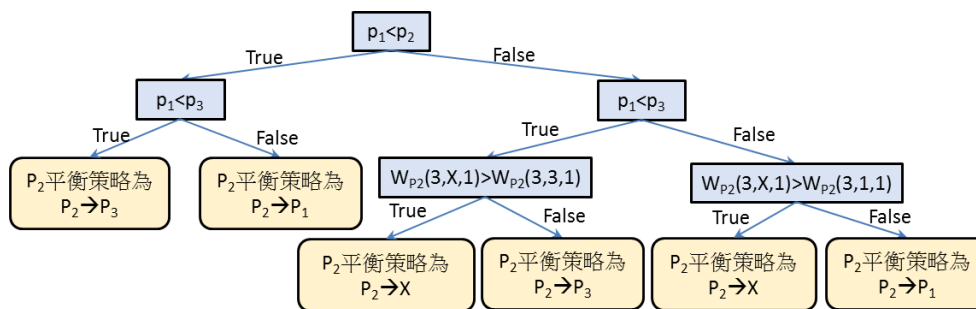 p₁<p₂
True
False
p₁<p₃
p₁<p₃
True
False
True
False
P₂平衡策略為
P₂→P₃
P₂平衡策略為
P₂→P₁
W_P2(3,X,1)>W_P2(3,3,1)
W_P2(3,X,1)>W_P2(3,1,1)
True
False
True
False
P₂平衡策略為
P₂→X
P₂平衡策略為
P₂→P₃
P₂平衡策略為
P₂→X
P₂平衡策略為
P₂→P₁